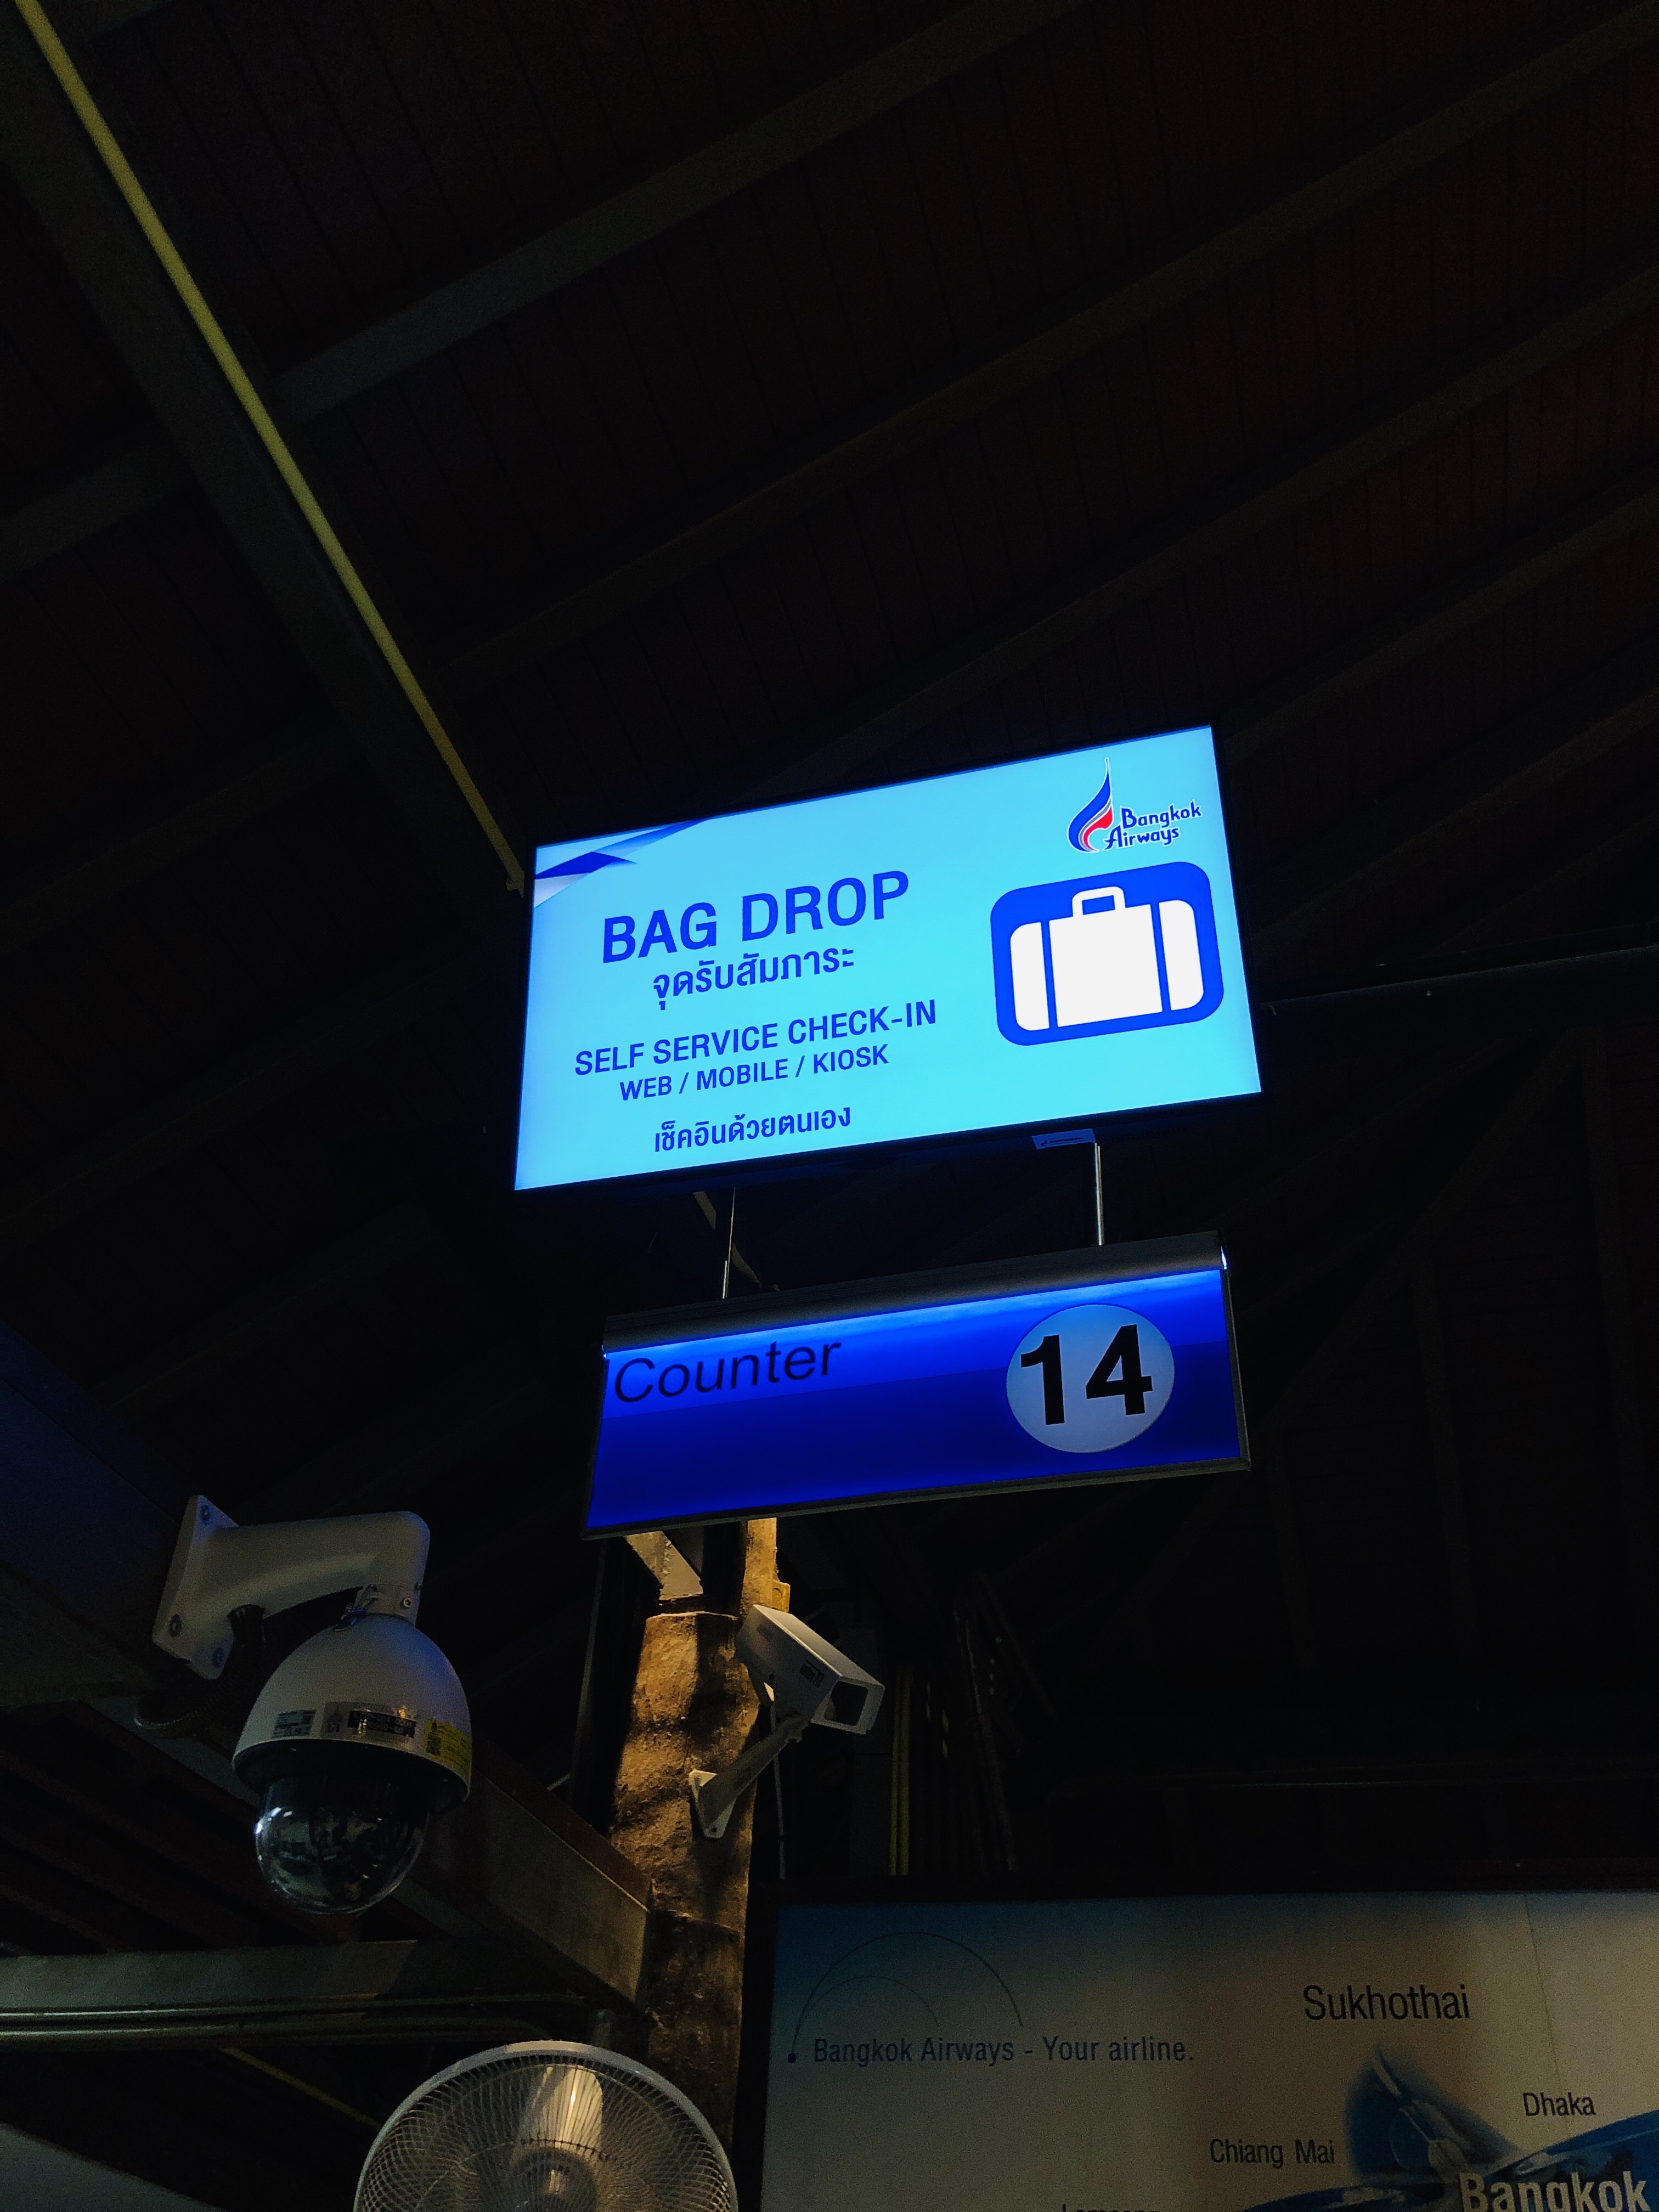 Bangkok
Airways
BAG DROP
จุดรับสัมภาระ
SELF SERVICE CHECK-IN
WEB / MOBILE / KIOSK
เช็คอินด้วยตนเอง
Counter
14
Sukhothai
Bangkok Airways - Your airline.
Dhaka
Chiang Mai
Bangkok